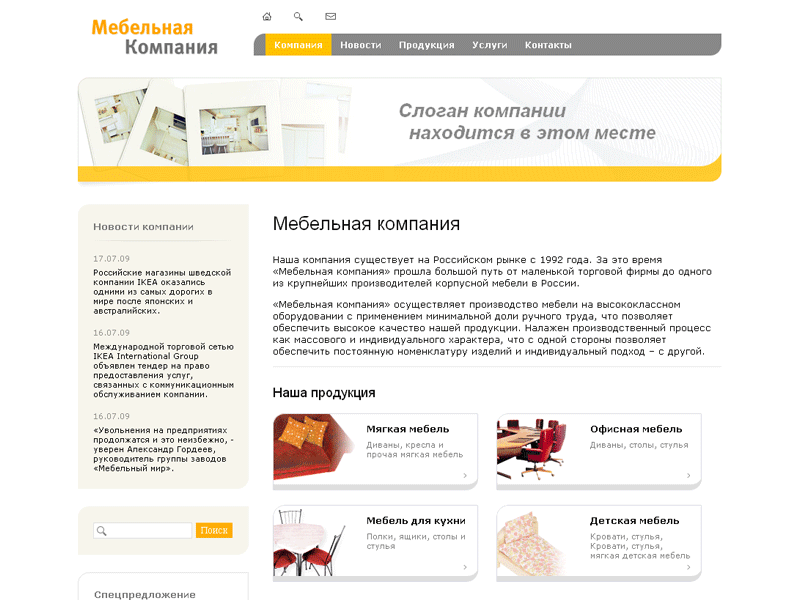 Мебельная
Компания
Компания Новости Продукция Услуги Контакты
Слоган компании
находится в этом месте
Новости компании
17.07.09
Российские магазины шведской
компании IKEA оказались
одними из самых дорогих в
мире после японских и
австралийских.
16.07.09
Международной торговой сетью
IKEA International Group
объявлен тендер на право
предоставления услуг,
связанных с коммуникационным
обслуживанием компании.
16.07.09
«Увольнения на предприятиях
продолжатся и это неизбежно, -
уверен Александр Гордеев,
руководитель группы заводов
«Мебельный мир».
Поиск
Спецпредложение
Мебельная компания
Наша компания существует на Российском рынке с 1992 года. За это время
«Мебельная компания» прошла большой путь от маленькой торговой фирмы до одного
из крупнейших производителей корпусной мебели в России.
«Мебельная компания» осуществляет производство мебели на высококлассном
оборудовании с применением минимальной доли ручного труда, что позволяет
обеспечить высокое качество нашей продукции. Налажен производственный процесс
как массового и индивидуального характера, что с одной стороны позволяет
обеспечить постоянную номенклатуру изделий и индивидуальный подход – с другой.
Наша продукция
Мягкая мебель
Диваны, кресла и
прочая мягкая мебель
Офисная мебель
Диваны, столы, стулья
Мебель для кухни
Полки, ящики, столы и
стулья
Детская мебель
Кровати, стулья,
Кровати, стулья,
мягкая детская мебель